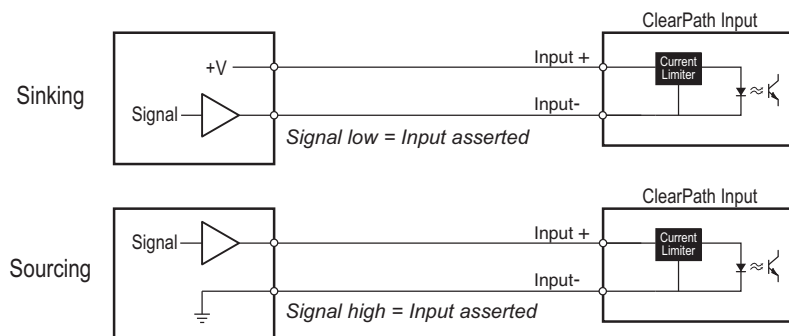 ClearPath Input
Sinking
+V
Input +
Current
Limiter
Signal
Input-
Signal low = Input asserted
ClearPath Input
Sourcing
Signal
Input +
Current
Limiter
Input-
Signal high = Input asserted